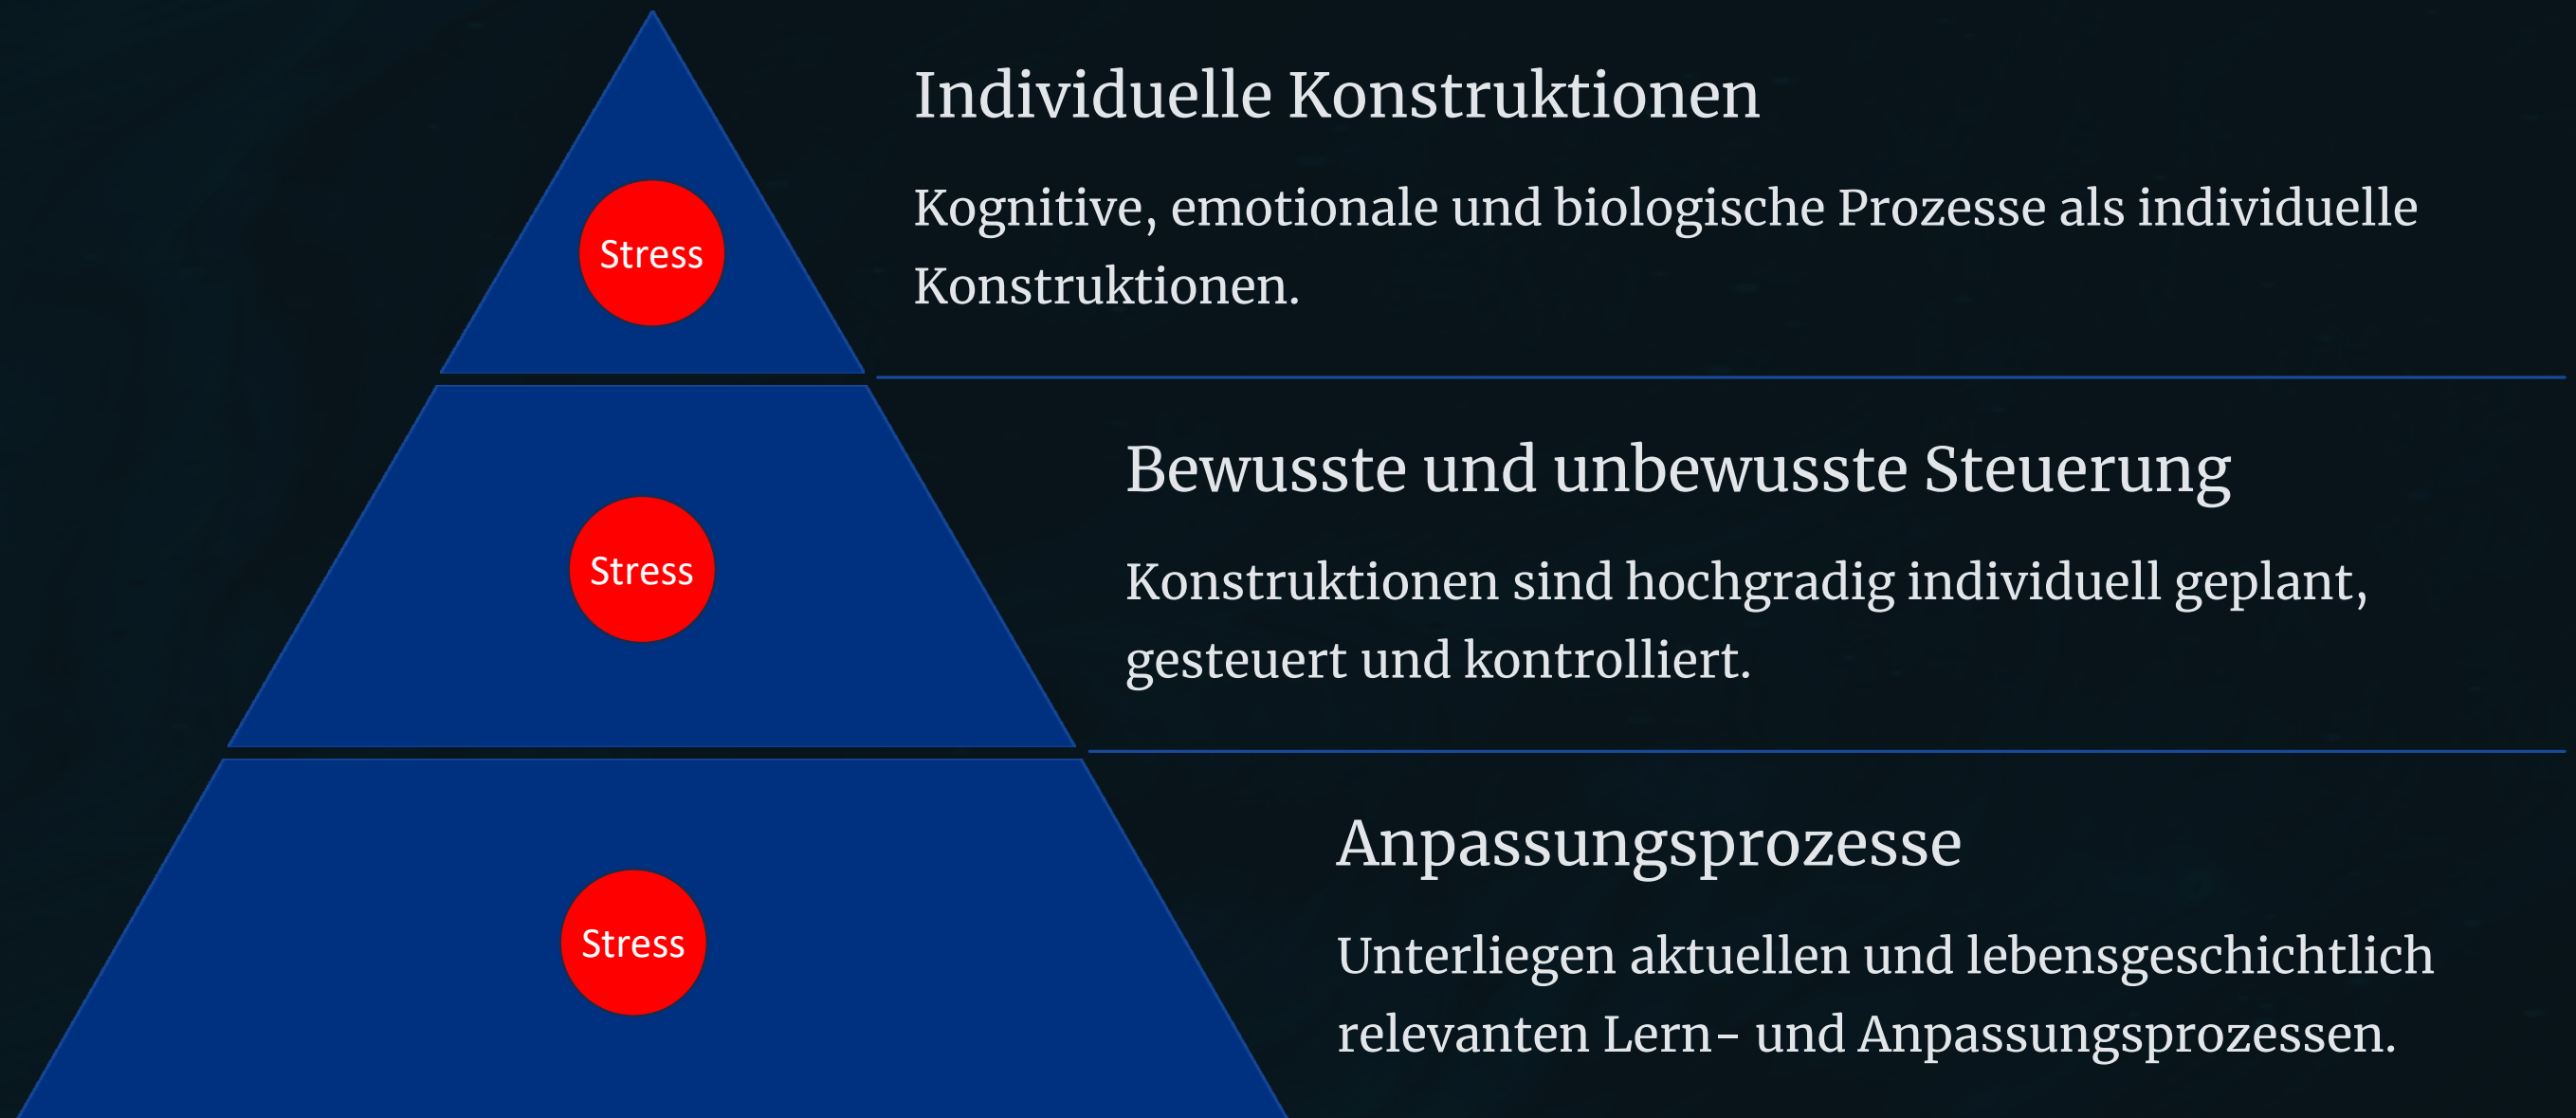 Individuelle Konstruktionen
Kognitive, emotionale und biologische Prozesse als individuelle
Konstruktionen.
Stress
Bewusste und unbewusste Steuerung
Konstruktionen sind hochgradig individuell geplant,
gesteuert und kontrolliert.
Stress
Anpassungsprozesse
Unterliegen aktuellen und lebensgeschichtlich
relevanten Lern- und Anpassungsprozessen.
Stress